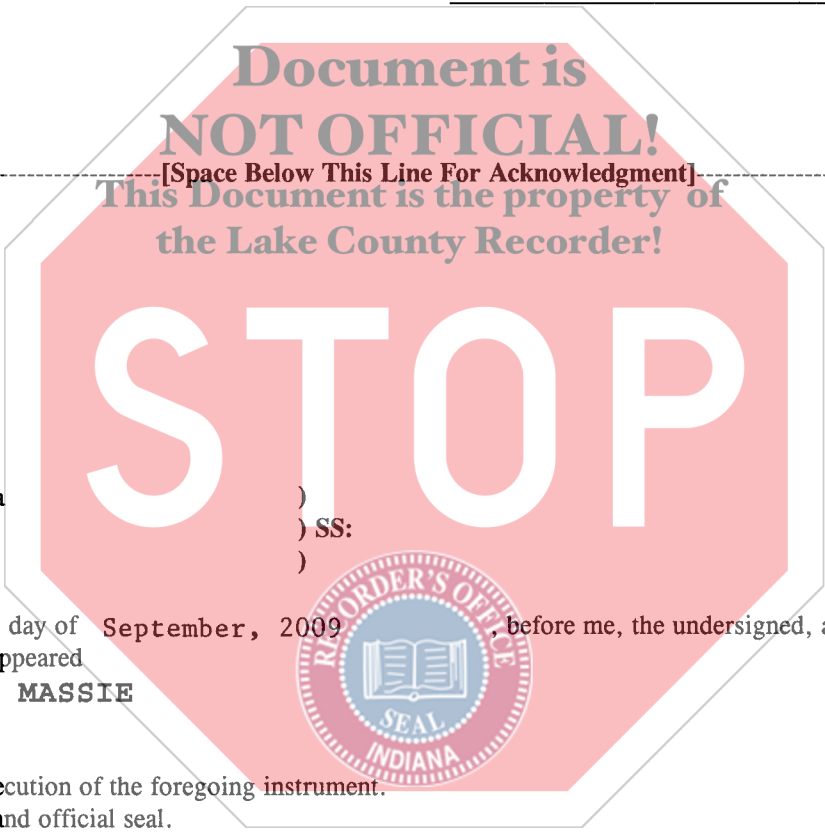 Document is
NOT OFFICIAL!
[Space Below This Line For Acknowledgment]
This Document is the property of
the Lake County Recorder!
STOP
)
) SS:
)
RECORDER'S OFFICE
day of September, 2009 , before me, the undersigned, a
ppeared
MASSIE
SEAL
INDIANA
ecution of the foregoing instrument.
and official seal.